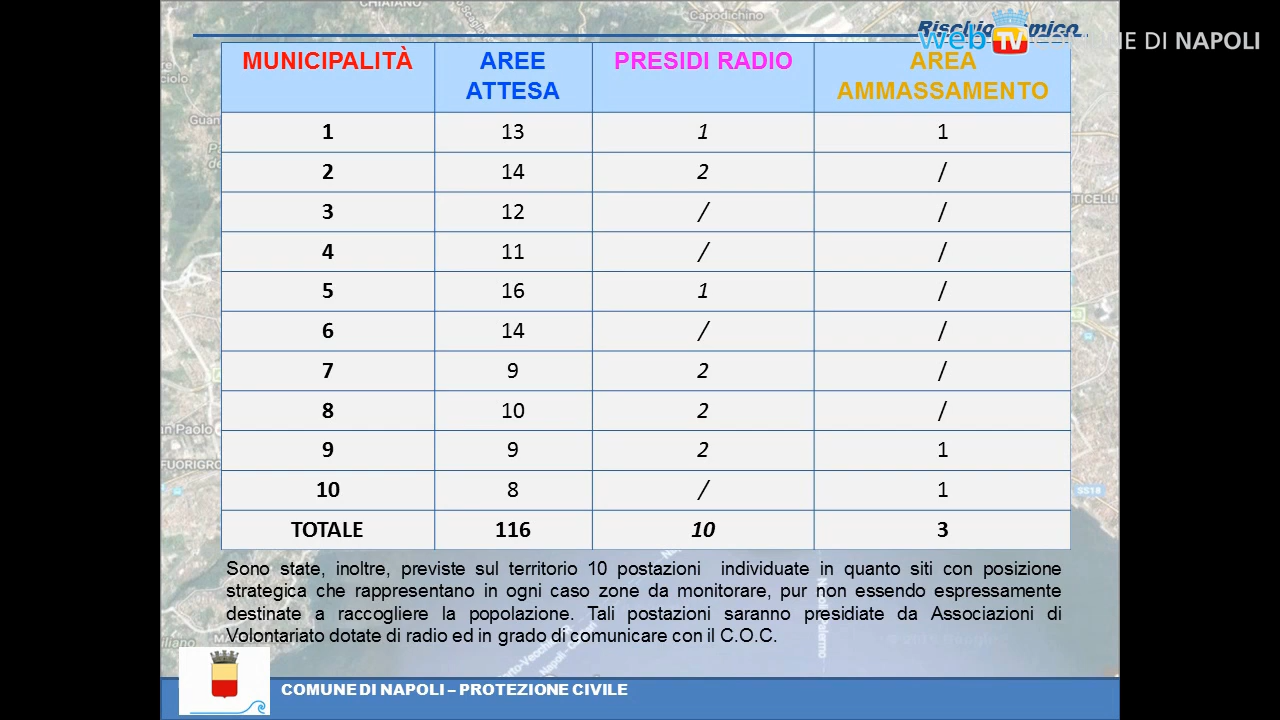 CHIAIANO
Capodichino
Rischio
web TV
COMUNE DI NAPOLI
MUNICIPALITÀ AREE ATTESA PRESIDI RADIO AREA AMMASSAMENTO
1 13 1 1
2 14 2 /
3 12 / /
4 11 / /
5 16 1 /
6 14 / /
7 9 2 /
8 10 2 /
9 9 2 1
10 8 / 1
TOTALE 116 10 3
Sono state, inoltre, previste sul territorio 10 postazioni individuate in quanto siti con posizione
strategica che rappresentano in ogni caso zone da monitorare, pur non essendo espressamente
destinate a raccogliere la popolazione. Tali postazioni saranno presidiate da Associazioni di
Volontariato dotate di radio ed in grado di comunicare con il C.O.C.
COMUNE DI NAPOLI – PROTEZIONE CIVILE